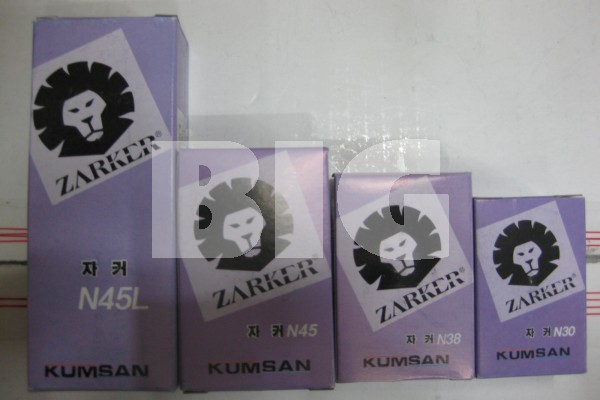 ZARKER®
자커
N45L
KUMSAN
ZARKER®
자커 N45
KUMSAN
ZARKER®
자커 N38
KUMSAN
ZARKER®
자커 N30
KUMSAN
BIG